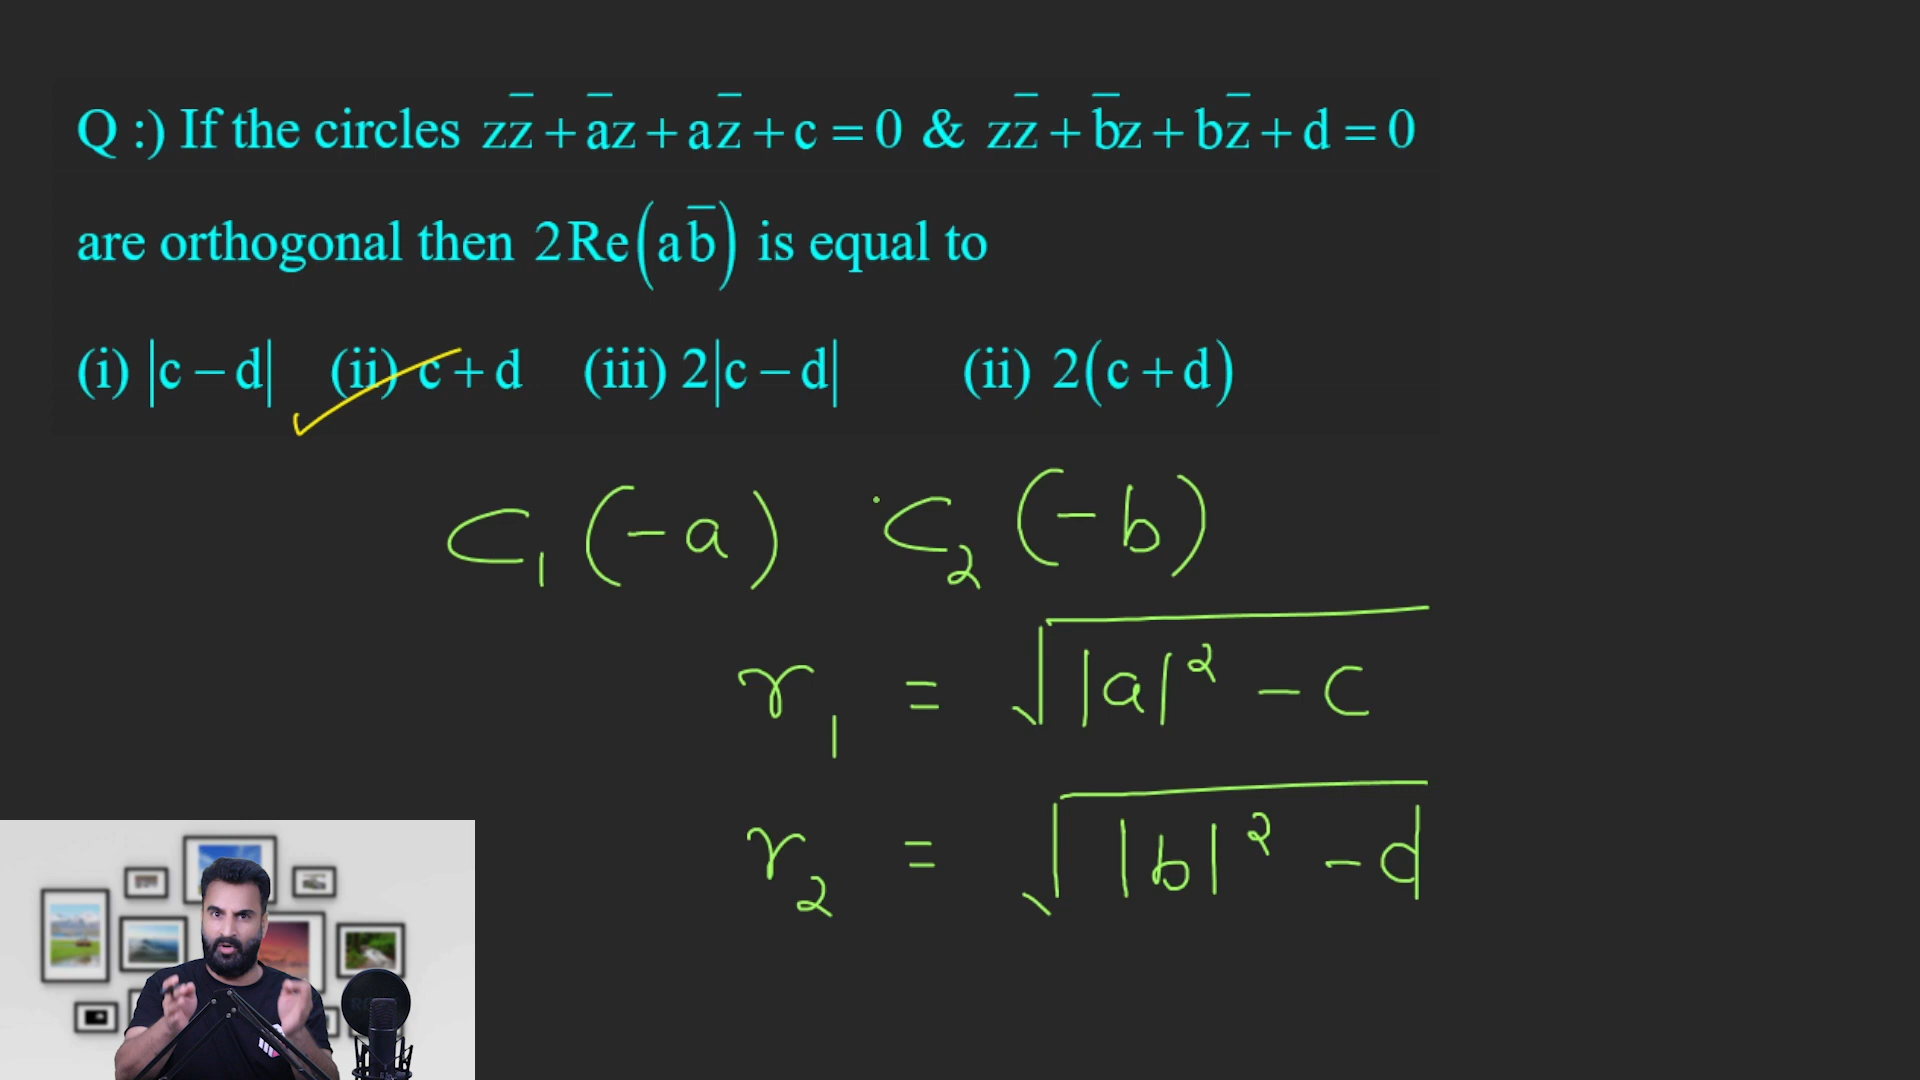 Q :) If the circles zz̅ + a̅z + az̅ + c = 0 & zz̅ + b̅z + bz̅ + d = 0
are orthogonal then 2Re(ab̅) is equal to
(i) |c − d| (ii) c + d (iii) 2|c − d| (ii) 2(c + d)
C₁ (-a) C₂ (-b)
r₁ = √(|a|² - c)
r₂ = √(|b|² - d)